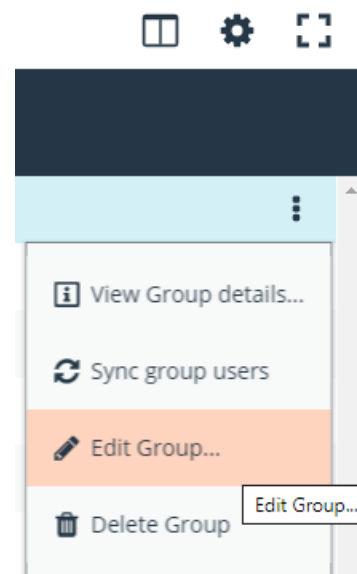 View Group details...
Sync group users
Edit Group...
Edit Group...
Delete Group